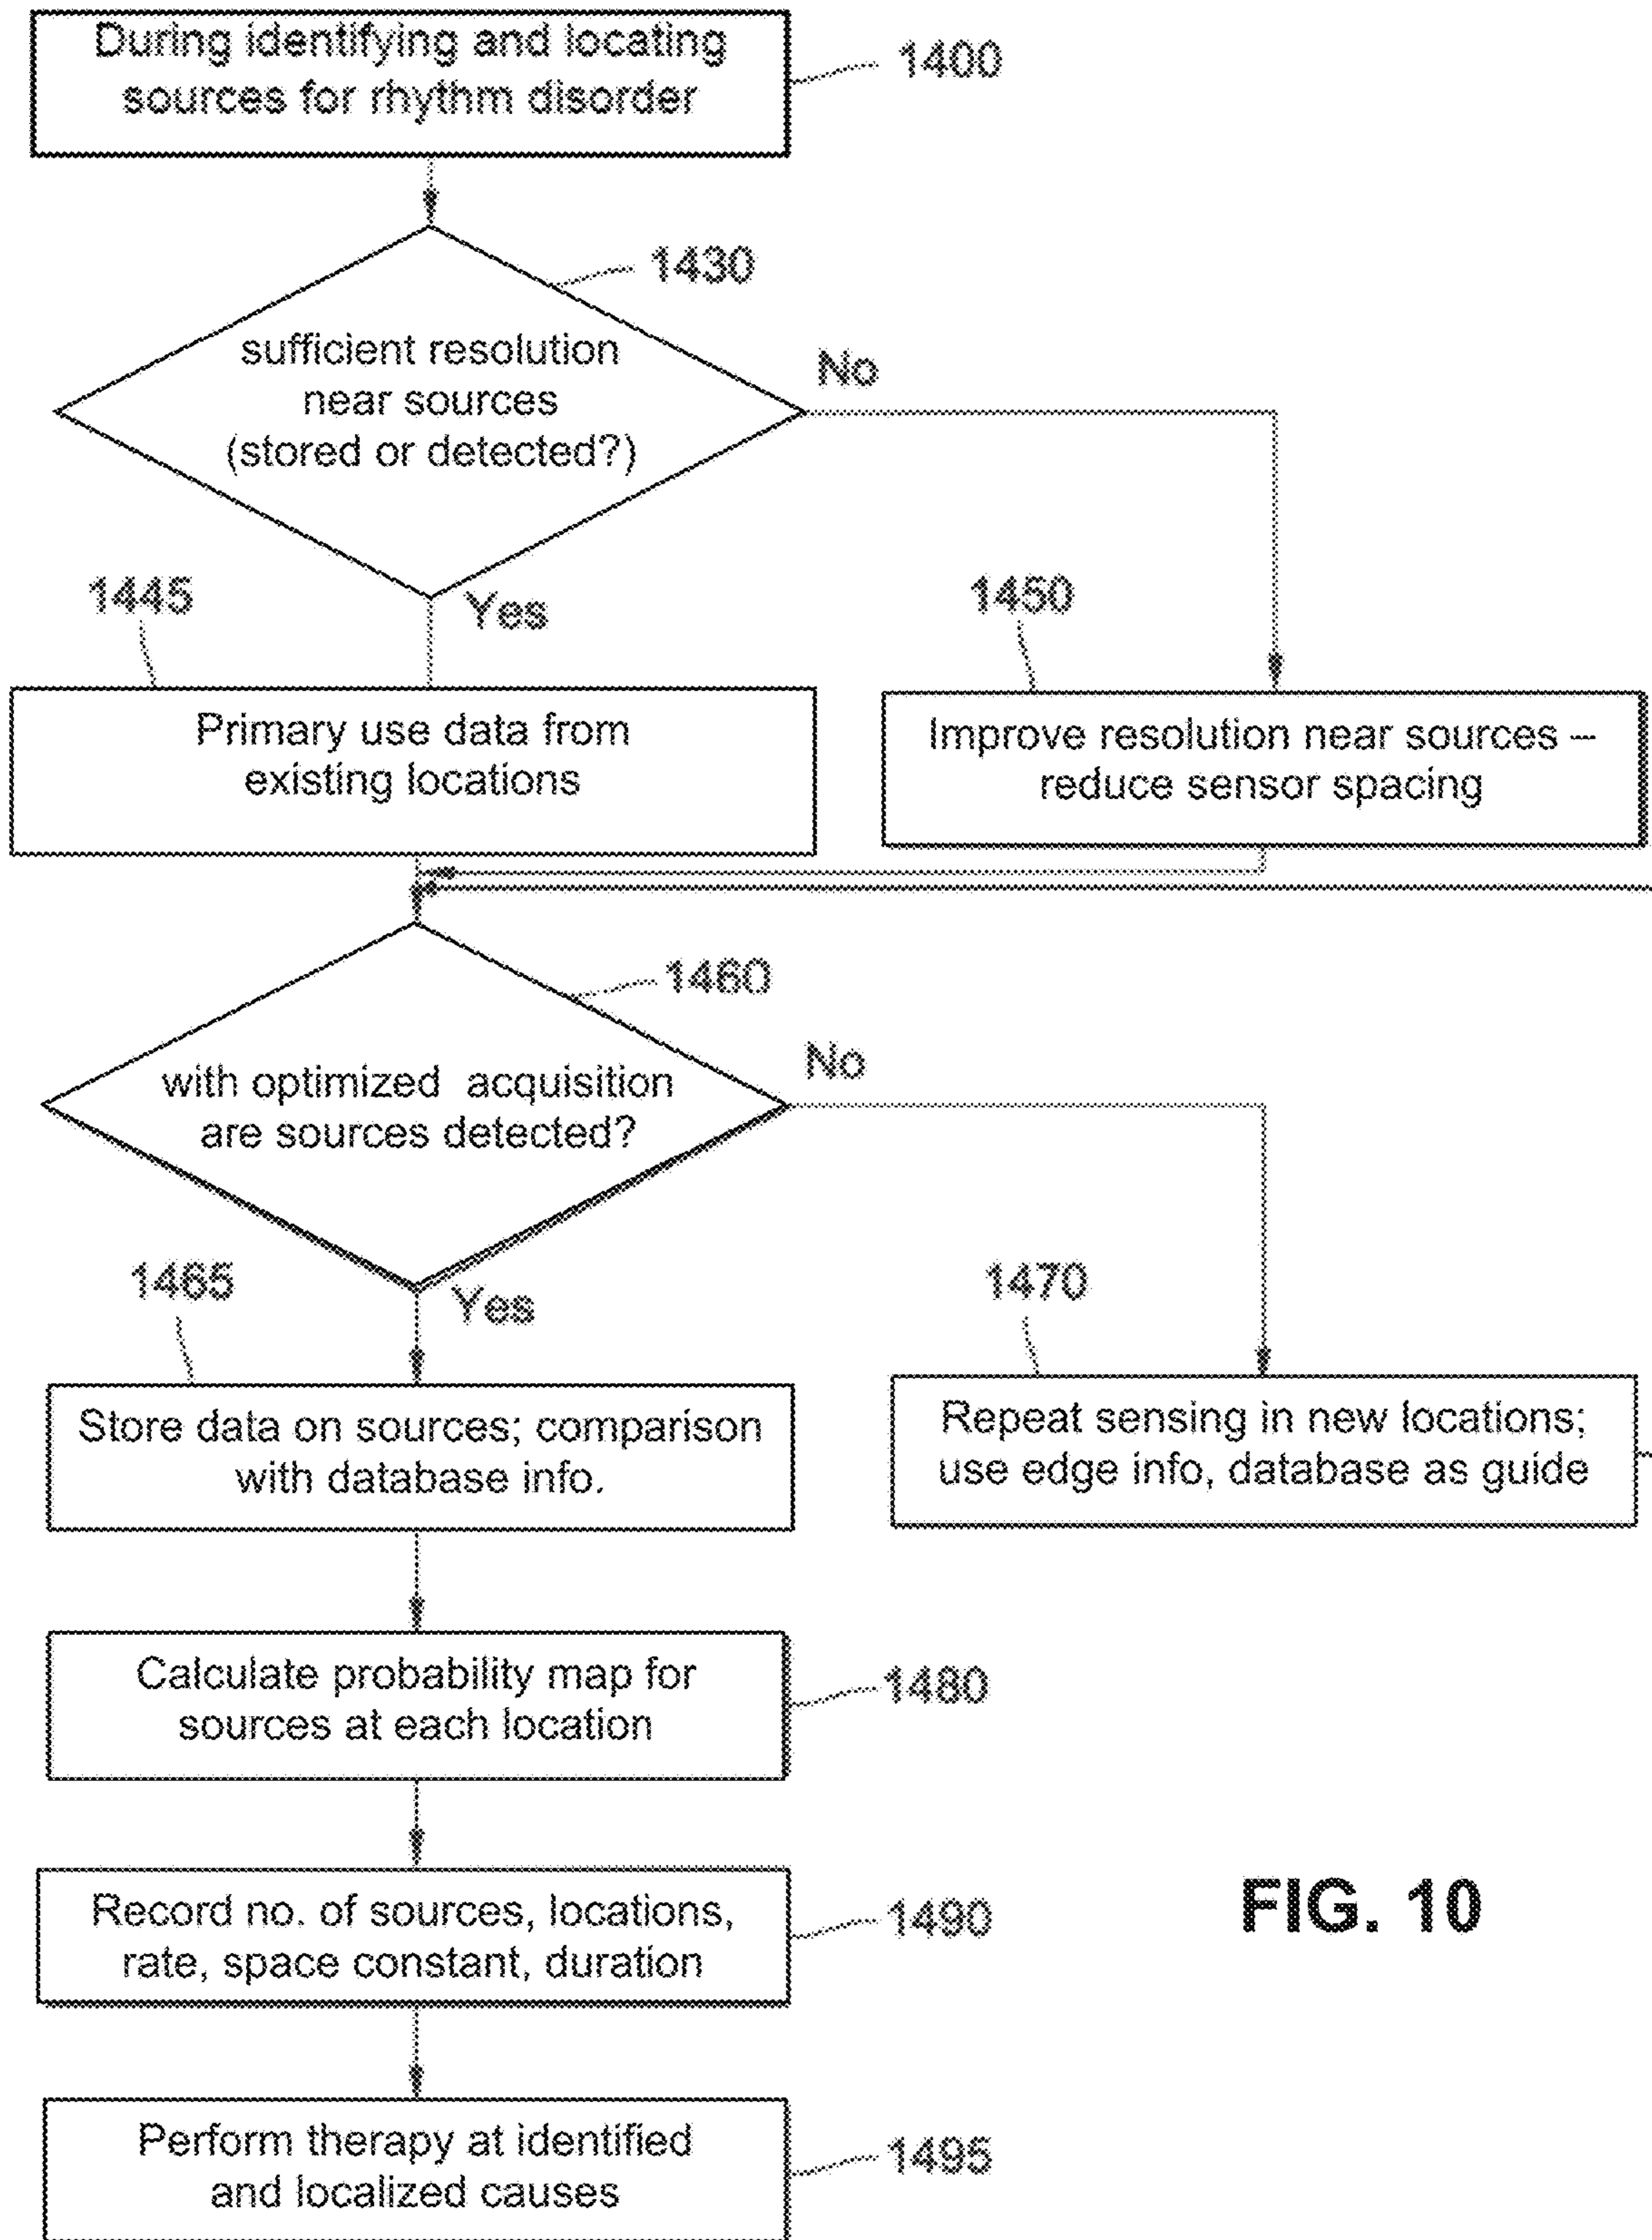 During identifying and locating
sources for rhythm disorder
1400
1430
sufficient resolution
near sources
(stored or detected?)
No
Yes
1445
Primary use data from
existing locations
1450
Improve resolution near sources –
reduce sensor spacing
1460
with optimized acquisition
are sources detected?
No
Yes
1465
Store data on sources; comparison
with database info.
1470
Repeat sensing in new locations;
use edge info, database as guide
Calculate probability map for
sources at each location
1480
Record no. of sources, locations,
rate, space constant, duration
1490
FIG. 10
Perform therapy at identified
and localized causes
1495